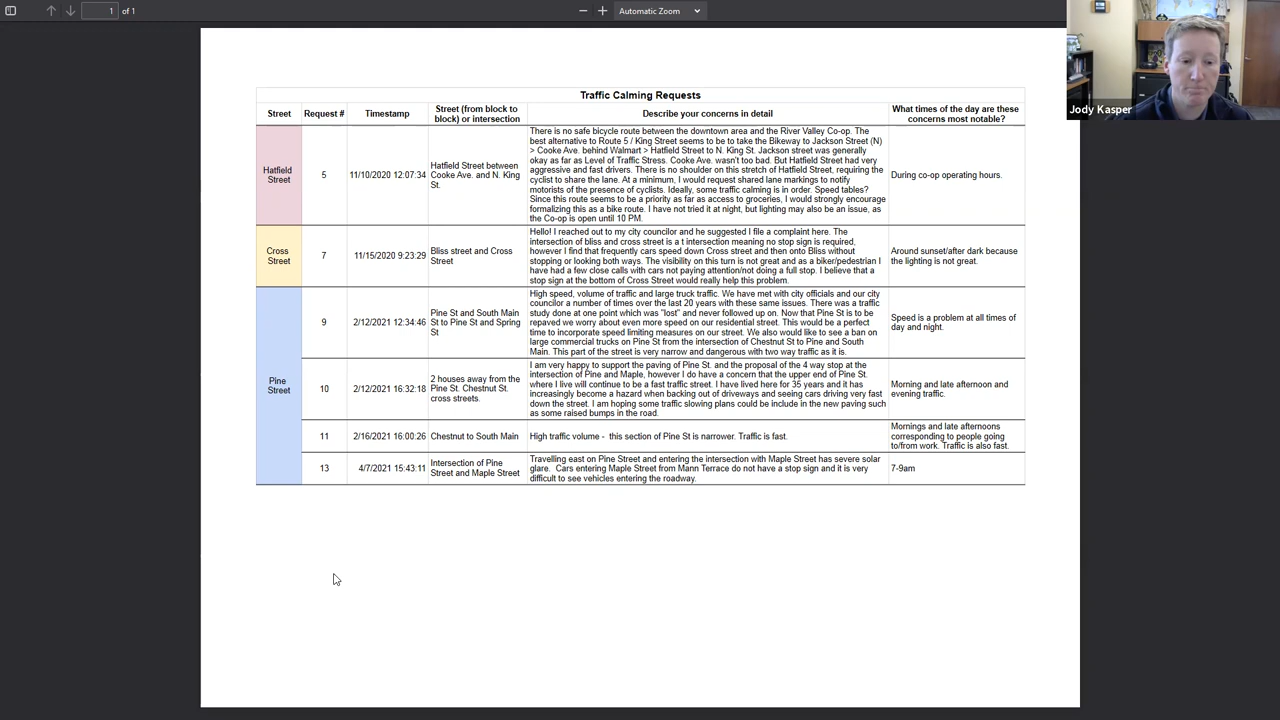 1 of 1
Automatic Zoom
Jody Kasper
Traffic Calming Requests
Street
Request #
Timestamp
Street (from block to
block) or intersection
Describe your concerns in detail
What times of the day are these
concerns most notable?
Hatfield
Street
5
11/10/2020 12:07:34
Hatfield Street between
Cooke Ave. and N. King
St.
There is no safe bicycle route between the downtown area and the River Valley Co-op. The
best alternative to Route 5 / King Street seems to be to take the Bikeway to Jackson Street (N)
> Cooke Ave. behind Walmart > Hatfield Street to N. King St. Jackson street was generally
okay as far as Level of Traffic Stress. Cooke Ave. wasn't too bad. But Hatfield Street had very
aggressive and fast drivers. There is no shoulder on this stretch of Hatfield Street, requiring the
cyclist to share the lane. At a minimum, I would request shared lane markings to notify
motorists of the presence of cyclists. Ideally, some traffic calming is in order. Speed tables?
Since this route seems to be a priority as far as access to groceries, I would strongly encourage
formalizing this as a bike route. I have not tried it at night, but lighting may also be an issue, as
the Co-op is open until 10 PM.
During co-op operating hours.
Cross
Street
7
11/15/2020 9:23:29
Bliss street and Cross
Street
Hello! I reached out to my city councilor and he suggested I file a complaint here. The
intersection of bliss and cross street is a t intersection meaning no stop sign is required,
however I find that frequently cars speed down Cross street and then onto Bliss without
stopping or looking both ways. The visibility on this turn is not great and as a biker/pedestrian I
have had a few close calls with cars not paying attention/not doing a full stop. I believe that a
stop sign at the bottom of Cross Street would really help this problem.
Around sunset/after dark because
the lighting is not great.
Pine
Street
9
2/12/2021 12:34:46
Pine St and South Main
St to Pine St and Spring
St
High speed, volume of traffic and large truck traffic. We have met with city officials and our city
councilor a number of times over the last 20 years with these same issues. There was a traffic
study done at one point which was "lost" and never followed up on. Now that Pine St is to be
repaved we worry about even more speed on our residential street. This would be a perfect
time to incorporate speed limiting measures on our street. We also would like to see a ban on
large commercial trucks on Pine St from the intersection of Chestnut St to Pine and South
Main. This part of the street is very narrow and dangerous with two way traffic as it is.
Speed is a problem at all times of
day and night.
10
2/12/2021 16:32:18
2 houses away from the
Pine St. Chestnut St.
cross streets.
I am very happy to support the paving of Pine St. and the proposal of the 4 way stop at the
intersection of Pine and Maple, however I do have a concern that the upper end of Pine St.
where I live will continue to be a fast traffic street. I have lived here for 35 years and it has
increasingly become a hazard when backing out of driveways and seeing cars driving very fast
down the street. I am hoping some traffic slowing plans could be include in the new paving such
as some raised bumps in the road.
Morning and late afternoon and
evening traffic.
11
2/16/2021 16:00:26
Chestnut to South Main
High traffic volume - this section of Pine St is narrower. Traffic is fast.
Mornings and late afternoons
corresponding to people going
to/from work. Traffic is also fast.
13
4/7/2021 15:43:11
Intersection of Pine
Street and Maple Street
Travelling east on Pine Street and entering the intersection with Maple Street has severe solar
glare. Cars entering Maple Street from Mann Terrace do not have a stop sign and it is very
difficult to see vehicles entering the roadway.
7-9am